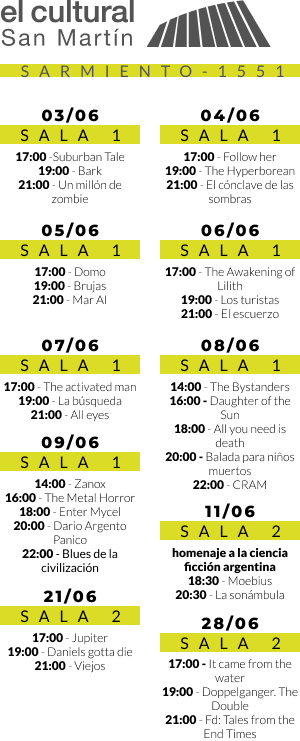 el cultural
San Martín
SARMIENTO-1551
03/06
SALA 1
17:00 -Suburban Tale
19:00 - Bark
21:00 - Un millón de
zombie
04/06
SALA 1
17:00 - Follow her
19:00 - The Hyperborean
21:00 - El cónclave de las
sombras
05/06
SALA 1
17:00 - Domo
19:00 - Brujas
21:00 - Mar AI
06/06
SALA 1
17:00 - The Awakening of
Lilith
19:00 - Los turistas
21:00 - El escuerzo
07/06
SALA 1
17:00 - The activated man
19:00 - La búsqueda
21:00 - All eyes
08/06
SALA 1
14:00 - The Bystanders
16:00 - Daughter of the
Sun
18:00 - All you need is
death
20:00 - Balada para niños
muertos
22:00 - CRAM
09/06
SALA 1
14:00 - Zanox
16:00 - The Metal Horror
18:00 - Enter Mycel
20:00 - Dario Argento
Panico
22:00 - Blues de la
civilización
11/06
SALA 2
homenaje a la ciencia
ficción argentina
18:30 - Moebius
20:30 - La sonámbula
21/06
SALA 2
17:00 - Jupiter
19:00 - Daniels gotta die
21:00 - Viejos
28/06
SALA 2
17:00 - It came from the
water
19:00 - Doppelganger. The
Double
21:00 - Fd: Tales from the
End Times